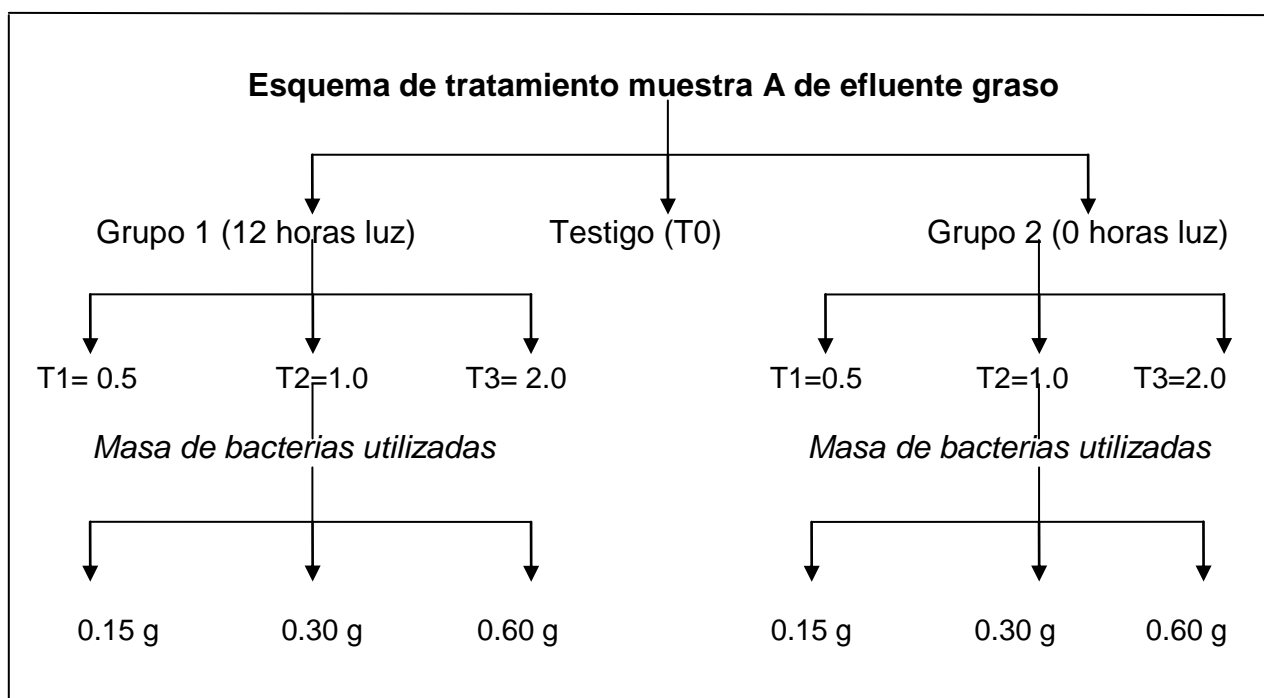 Esquema de tratamiento muestra A de efluente graso
Grupo 1 (12 horas luz) Testigo (T0) Grupo 2 (0 horas luz)
T1= 0.5 T2=1.0 T3= 2.0 T1=0.5 T2=1.0 T3=2.0
Masa de bacterias utilizadas Masa de bacterias utilizadas
0.15 g 0.30 g 0.60 g 0.15 g 0.30 g 0.60 g